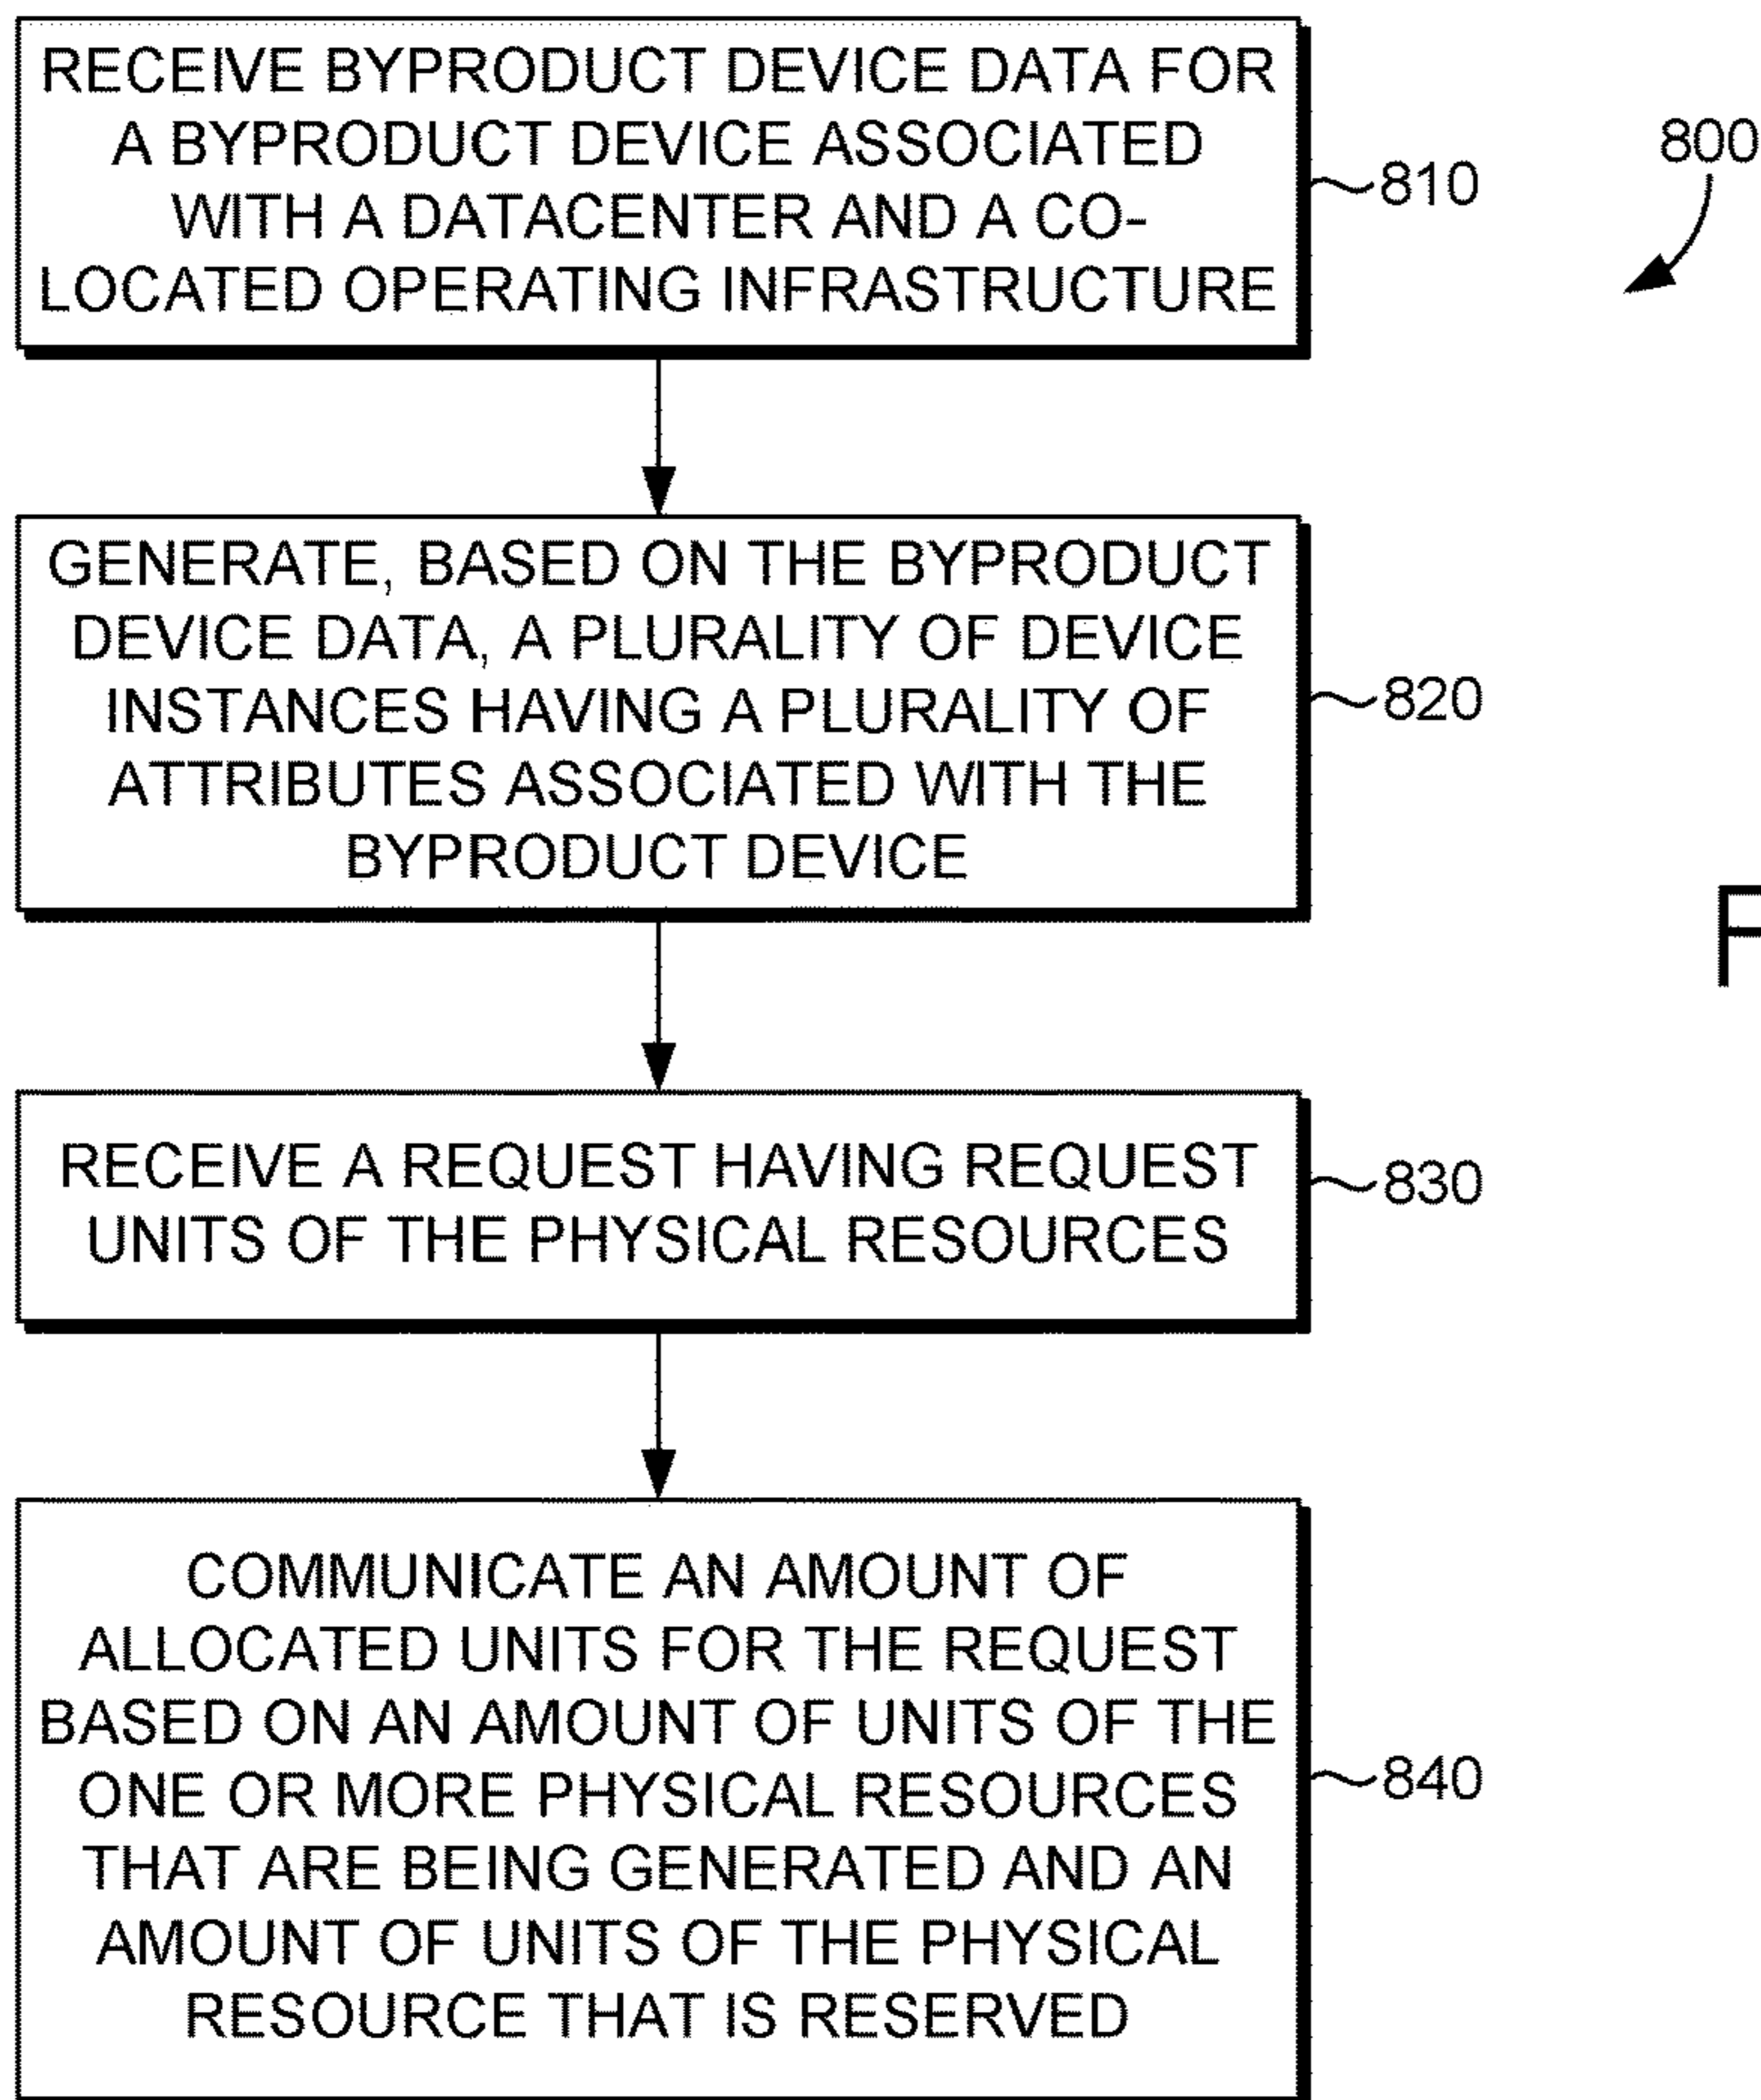 RECEIVE BYPRODUCT DEVICE DATA FOR
A BYPRODUCT DEVICE ASSOCIATED
WITH A DATACENTER AND A CO-
LOCATED OPERATING INFRASTRUCTURE
810
800
GENERATE, BASED ON THE BYPRODUCT
DEVICE DATA, A PLURALITY OF DEVICE
INSTANCES HAVING A PLURALITY OF
ATTRIBUTES ASSOCIATED WITH THE
BYPRODUCT DEVICE
820
F
RECEIVE A REQUEST HAVING REQUEST
UNITS OF THE PHYSICAL RESOURCES
830
COMMUNICATE AN AMOUNT OF
ALLOCATED UNITS FOR THE REQUEST
BASED ON AN AMOUNT OF UNITS OF THE
ONE OR MORE PHYSICAL RESOURCES
THAT ARE BEING GENERATED AND AN
AMOUNT OF UNITS OF THE PHYSICAL
RESOURCE THAT IS RESERVED
840